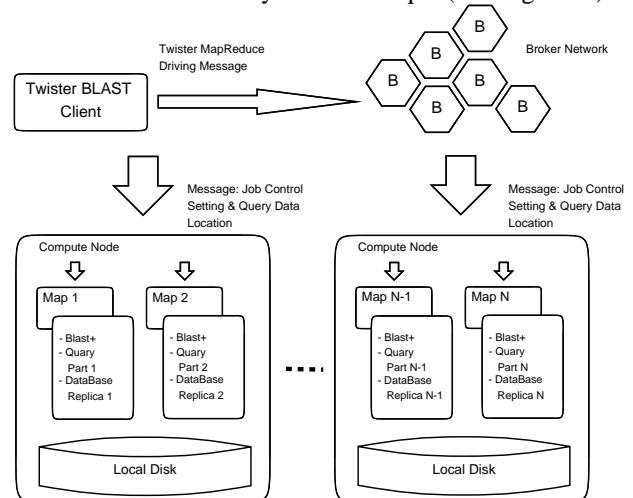 Twister MapReduce
Driving Message
Broker Network
B
B
B
B
B
B
B
Twister BLAST
Client
Message: Job Control
Setting & Query Data
Location
Message: Job Control
Setting & Query Data
Location
Compute Node
Map 1
- Blast+
- Quary
Part 1
- DataBase
Replica 1
Map 2
- Blast+
- Quary
Part 2
- DataBase
Replica 2
Local Disk
Compute Node
Map N-1
- Blast+
- Quary
Part N-1
- DataBase
Replica N-1
Map N
- Blast+
- Quary
Part N
- DataBase
Replica N
Local Disk